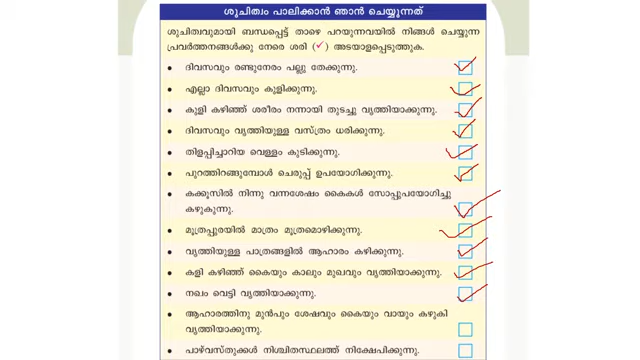 ശുചിത്വം പാലിക്കാൻ ഞാൻ ചെയ്യുന്നത്
ശുചിത്വവുമായി ബന്ധപ്പെട്ട് താഴെ പറയുന്നവയിൽ നിങ്ങൾ ചെയ്യുന്ന
പ്രവർത്തനങ്ങൾക്കു നേരെ ശരി (✓) അടയാളപ്പെടുത്തുക.
• ദിവസവും രണ്ടുനേരം പല്ലു തേക്കുന്നു.
• എല്ലാ ദിവസവും കുളിക്കുന്നു.
• കുളി കഴിഞ്ഞ് ശരീരം നന്നായി തുടച്ചു വൃത്തിയാക്കുന്നു.
• ദിവസവും വൃത്തിയുള്ള വസ്ത്രം ധരിക്കുന്നു.
• തിളപ്പിച്ചാറിയ വെള്ളം കുടിക്കുന്നു.
• പുറത്തിറങ്ങുമ്പോൾ ചെരുപ്പ് ഉപയോഗിക്കുന്നു.
• കക്കൂസിൽ നിന്നു വന്നശേഷം കൈകൾ സോപ്പുപയോഗിച്ചു
കഴുകുന്നു.
• മൂത്രപ്പുരയിൽ മാത്രം മൂത്രമൊഴിക്കുന്നു.
• വൃത്തിയുള്ള പാത്രങ്ങളിൽ ആഹാരം കഴിക്കുന്നു.
• കളി കഴിഞ്ഞ് കൈയും കാലും മുഖവും വൃത്തിയാക്കുന്നു.
• നഖം വെട്ടി വൃത്തിയാക്കുന്നു.
• ആഹാരത്തിനു മുൻപും ശേഷവും കൈയും വായും കഴുകി
വൃത്തിയാക്കുന്നു.
• പാഴ്‌വസ്തുക്കൾ നിശ്ചിതസ്ഥലത്ത് നിക്ഷേപിക്കുന്നു.